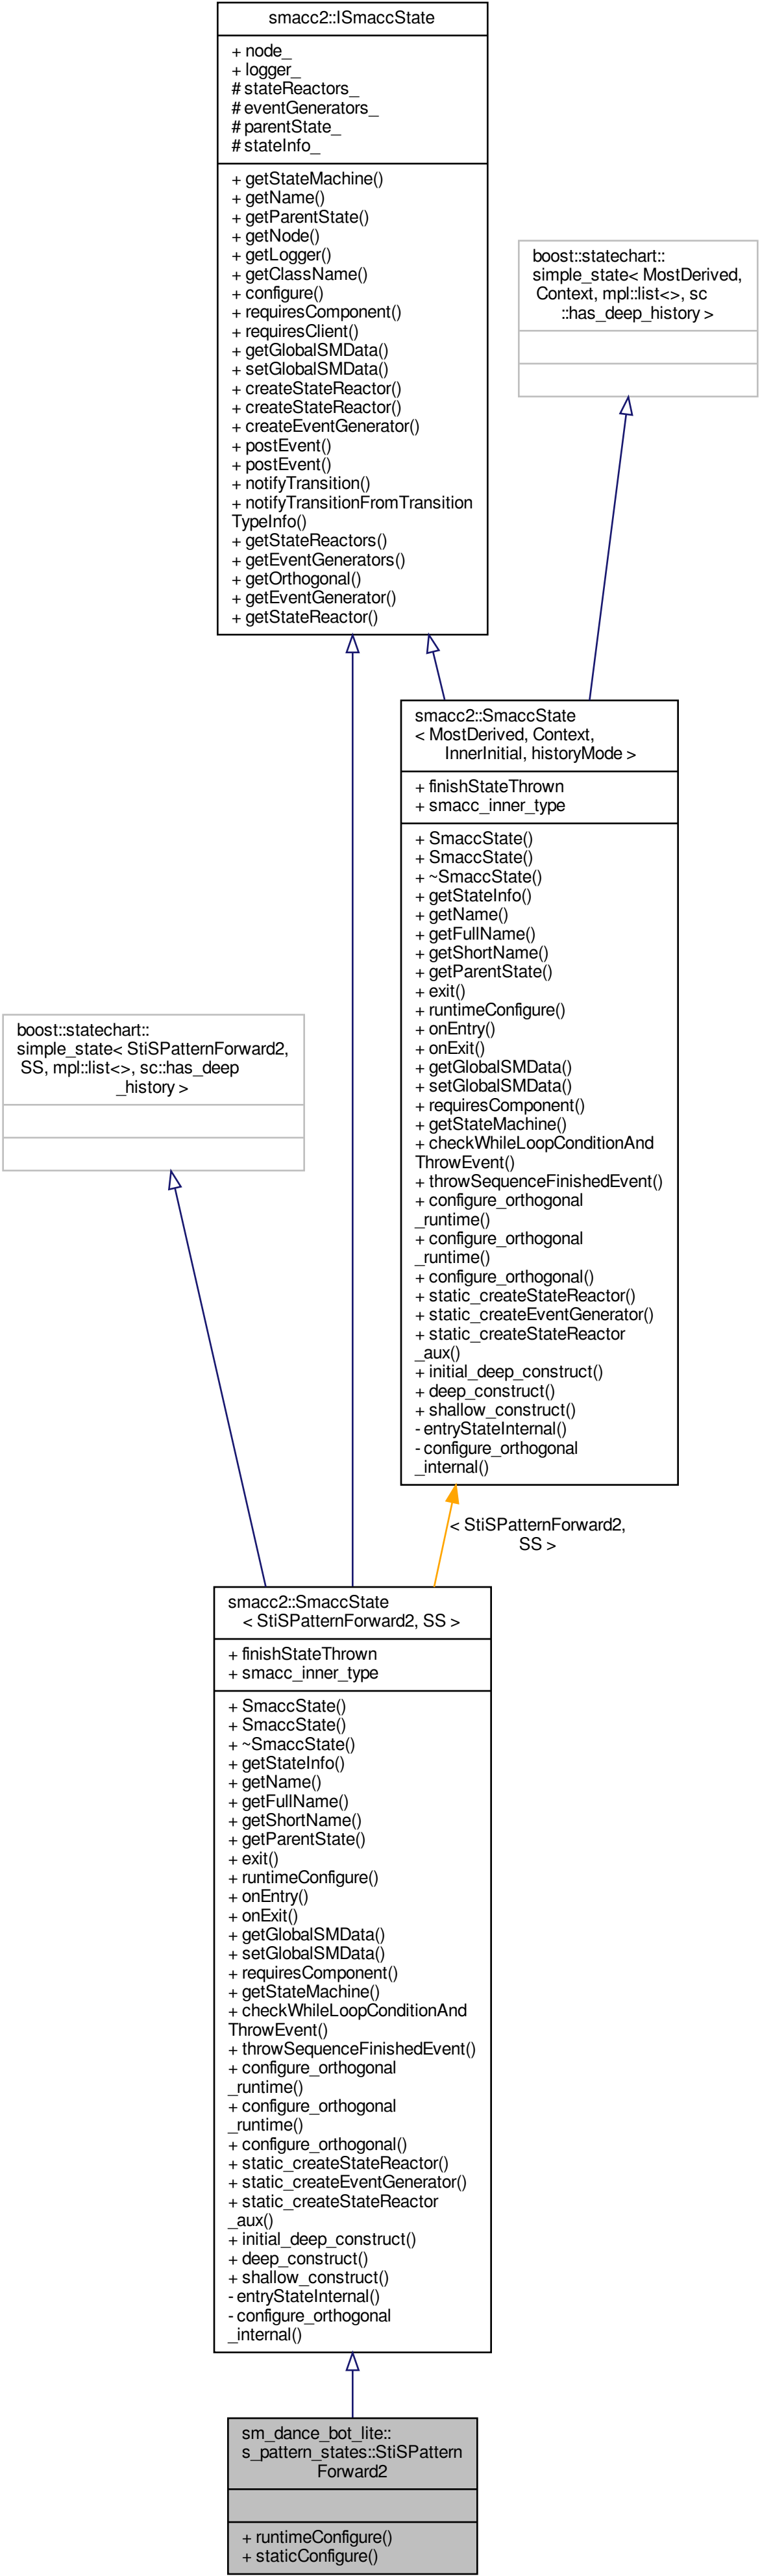 smacc2::ISmaccState
+ node_
+ logger_
# stateReactors_
# eventGenerators_
# parentState_
# stateInfo_
+ getStateMachine()
+ getName()
+ getParentState()
+ getNode()
+ getLogger()
+ getClassName()
+ configure()
+ requiresComponent()
+ requiresClient()
+ getGlobalSMData()
+ setGlobalSMData()
+ createStateReactor()
+ createStateReactor()
+ createEventGenerator()
+ postEvent()
+ postEvent()
+ notifyTransition()
+ notifyTransitionFromTransition
TypeInfo()
+ getStateReactors()
+ getEventGenerators()
+ getOrthogonal()
+ getEventGenerator()
+ getStateReactor()
boost::statechart::
simple_state< MostDerived,
Context, mpl::list<>, sc
::has_deep_history >
smacc2::SmaccState
< MostDerived, Context,
InnerInitial, historyMode >
+ finishStateThrown
+ smacc_inner_type
+ SmaccState()
+ SmaccState()
+ ~SmaccState()
+ getStateInfo()
+ getName()
+ getFullName()
+ getShortName()
+ getParentState()
+ exit()
+ runtimeConfigure()
+ onEntry()
+ onExit()
+ getGlobalSMData()
+ setGlobalSMData()
+ requiresComponent()
+ getStateMachine()
+ checkWhileLoopConditionAnd
ThrowEvent()
+ throwSequenceFinishedEvent()
+ configure_orthogonal
_runtime()
+ configure_orthogonal
_runtime()
+ configure_orthogonal()
+ static_createStateReactor()
+ static_createEventGenerator()
+ static_createStateReactor
_aux()
+ initial_deep_construct()
+ deep_construct()
+ shallow_construct()
- entryStateInternal()
- configure_orthogonal
_internal()
boost::statechart::
simple_state< StiSPatternForward2,
SS, mpl::list<>, sc::has_deep
_history >
< StiSPatternForward2,
SS >
smacc2::SmaccState
< StiSPatternForward2, SS >
+ finishStateThrown
+ smacc_inner_type
+ SmaccState()
+ SmaccState()
+ ~SmaccState()
+ getStateInfo()
+ getName()
+ getFullName()
+ getShortName()
+ getParentState()
+ exit()
+ runtimeConfigure()
+ onEntry()
+ onExit()
+ getGlobalSMData()
+ setGlobalSMData()
+ requiresComponent()
+ getStateMachine()
+ checkWhileLoopConditionAnd
ThrowEvent()
+ throwSequenceFinishedEvent()
+ configure_orthogonal
_runtime()
+ configure_orthogonal
_runtime()
+ configure_orthogonal()
+ static_createStateReactor()
+ static_createEventGenerator()
+ static_createStateReactor
_aux()
+ initial_deep_construct()
+ deep_construct()
+ shallow_construct()
- entryStateInternal()
- configure_orthogonal
_internal()
sm_dance_bot_lite::
s_pattern_states::StiSPattern
Forward2
+ runtimeConfigure()
+ staticConfigure()